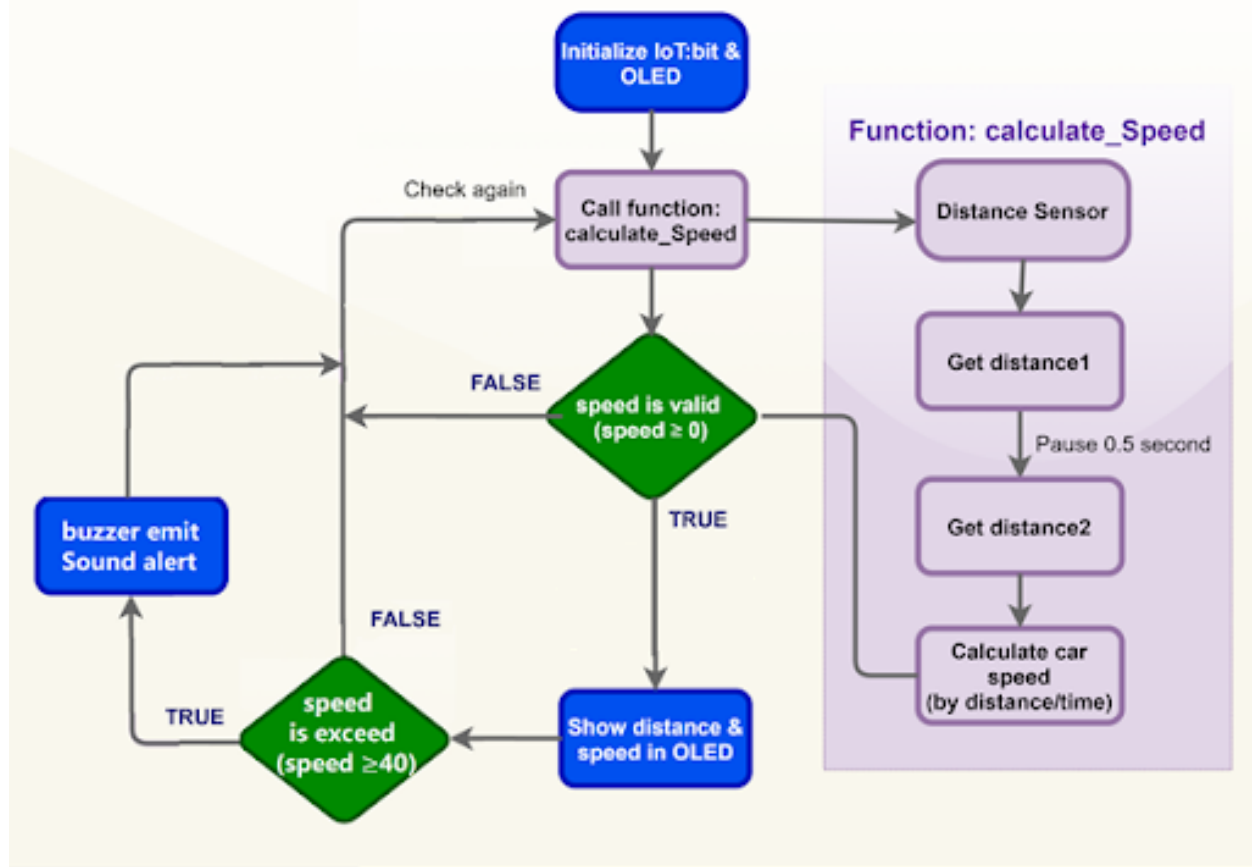 Initialize IoT:bit &
OLED
Function: calculate_Speed
Check again
Call function:
calculate_Speed
Distance Sensor
Get distance1
FALSE
speed is valid
(speed ≥ 0)
Pause 0.5 second
TRUE
Get distance2
buzzer emit
Sound alert
FALSE
Calculate car
speed
(by distance/time)
TRUE
speed
is exceed
(speed ≥40)
Show distance &
speed in OLED